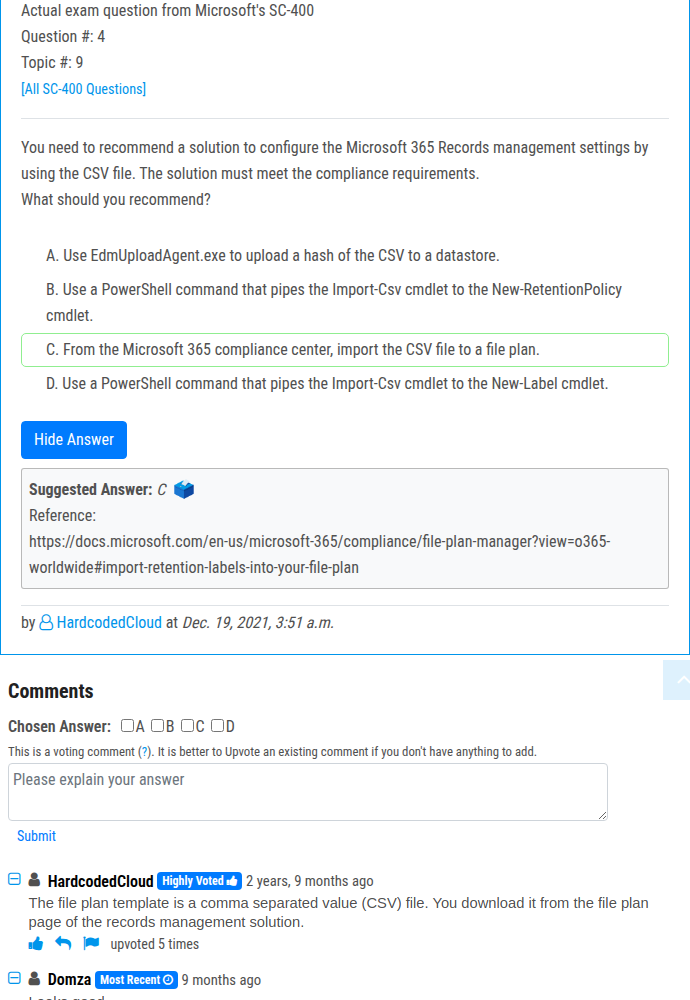 Actual exam question from Microsoft's SC-400
Question #: 4
Topic #: 9
[All SC-400 Questions]
You need to recommend a solution to configure the Microsoft 365 Records management settings by
using the CSV file. The solution must meet the compliance requirements.
What should you recommend?
A. Use EdmUploadAgent.exe to upload a hash of the CSV to a datastore.
B. Use a PowerShell command that pipes the Import-Csv cmdlet to the New-RetentionPolicy
cmdlet.
C. From the Microsoft 365 compliance center, import the CSV file to a file plan.
D. Use a PowerShell command that pipes the Import-Csv cmdlet to the New-Label cmdlet.
Hide Answer
Suggested Answer: C
Reference:
https://docs.microsoft.com/en-us/microsoft-365/compliance/file-plan-manager?view=o365-
worldwide#import-retention-labels-into-your-file-plan
by HardcodedCloud at Dec. 19, 2021, 3:51 a.m.
Comments
Chosen Answer: A B C D
This is a voting comment (?). It is better to Upvote an existing comment if you don't have anything to add.
Please explain your answer
Submit
HardcodedCloud Highly Voted 2 years, 9 months ago
The file plan template is a comma separated value (CSV) file. You download it from the file plan
page of the records management solution.
upvoted 5 times
Domza Most Recent 9 months ago